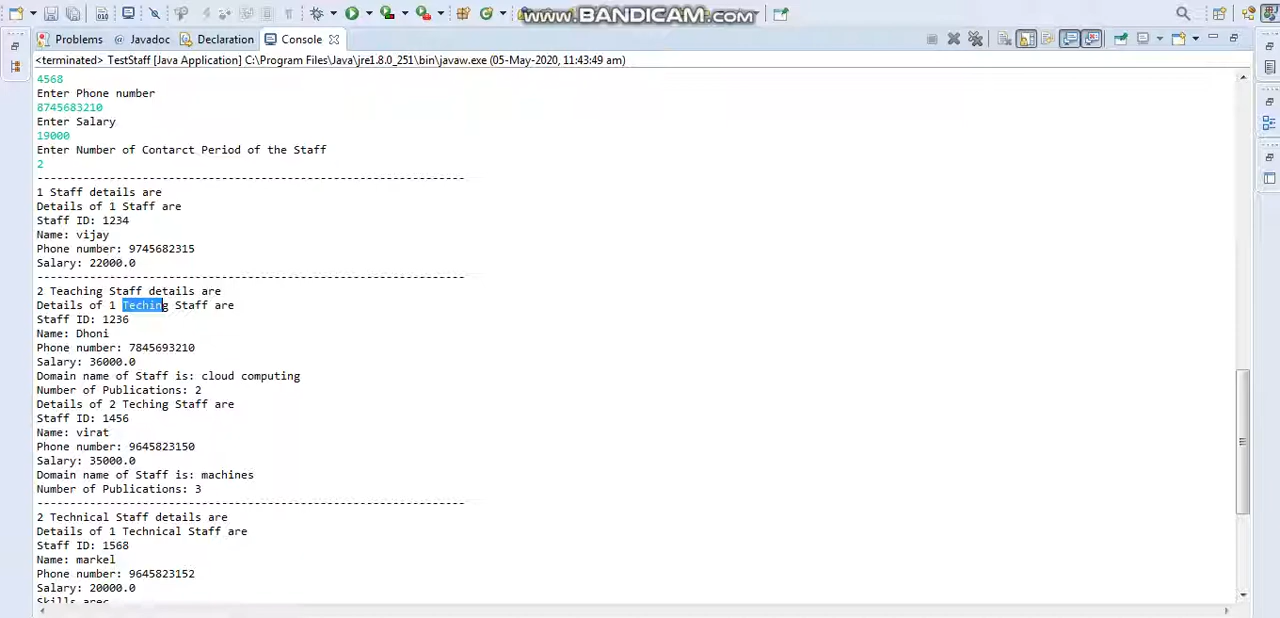 www.BANDICAM.com
Problems @ Javadoc Declaration Console
<terminated> TestStaff [Java Application] C:\Program Files\Java\jre1.8.0_251\bin\javaw.exe (05-May-2020, 11:43:49 am)
4568
Enter Phone number
8745683210
Enter Salary
19000
Enter Number of Contarct Period of the Staff
2
-----------------------------------------------------------------
1 Staff details are
Details of 1 Staff are
Staff ID: 1234
Name: vijay
Phone number: 9745682315
Salary: 22000.0
-----------------------------------------------------------------
2 Teaching Staff details are
Details of 1 Teching Staff are
Staff ID: 1236
Name: Dhoni
Phone number: 7845693210
Salary: 36000.0
Domain name of Staff is: cloud computing
Number of Publications: 2
Details of 2 Teching Staff are
Staff ID: 1456
Name: virat
Phone number: 9645823150
Salary: 35000.0
Domain name of Staff is: machines
Number of Publications: 3
-----------------------------------------------------------------
2 Technical Staff details are
Details of 1 Technical Staff are
Staff ID: 1568
Name: markel
Phone number: 9645823152
Salary: 20000.0
Skills arec